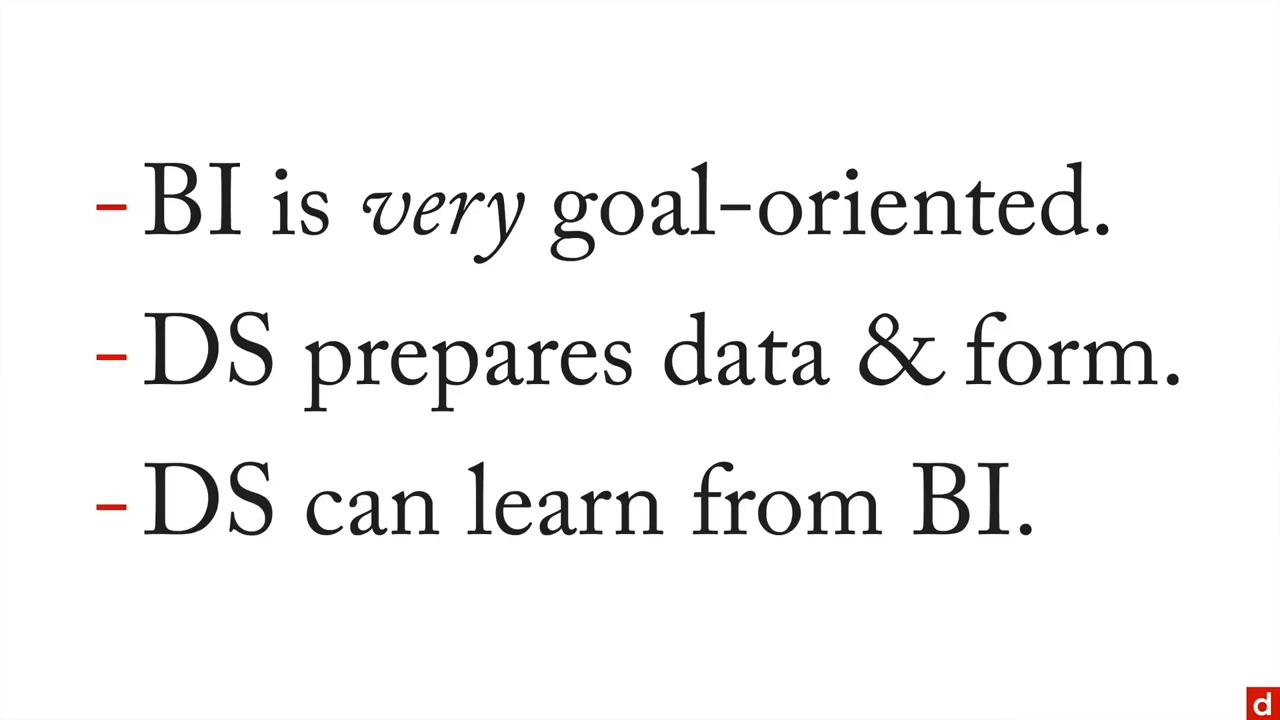 - BI is very goal-oriented.
- DS prepares data & form.
- DS can learn from BI.
d